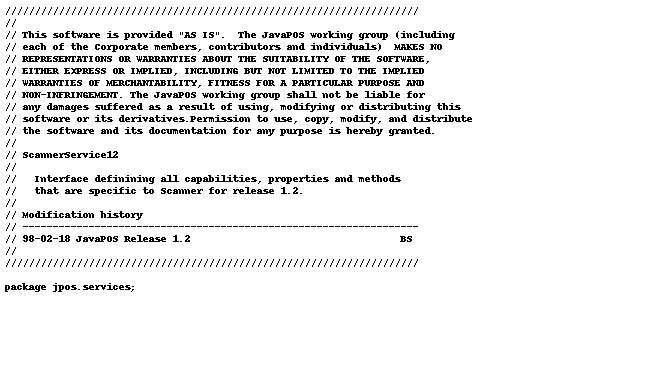 //////////////////////////////////////////////////////////////////////
//
// This software is provided "AS IS".  The JavaPOS working group (including
// each of the Corporate members, contributors and individuals)  MAKES NO
// REPRESENTATIONS OR WARRANTIES ABOUT THE SUITABILITY OF THE SOFTWARE,
// EITHER EXPRESS OR IMPLIED, INCLUDING BUT NOT LIMITED TO THE IMPLIED
// WARRANTIES OF MERCHANTABILITY, FITNESS FOR A PARTICULAR PURPOSE AND
// NON-INFRINGEMENT. The JavaPOS working group shall not be liable for
// any damages suffered as a result of using, modifying or distributing this
// software or its derivatives.Permission to use, copy, modify, and distribute
// the software and its documentation for any purpose is hereby granted.
//
// ScannerService12
//
//   Interface definining all capabilities, properties and methods
//   that are specific to Scanner for release 1.2.
//
// Modification history
// ------------------------------------------------------------------
// 98-02-18 JavaPOS Release 1.2                                   BS
//
//////////////////////////////////////////////////////////////////////
package jpos.services;